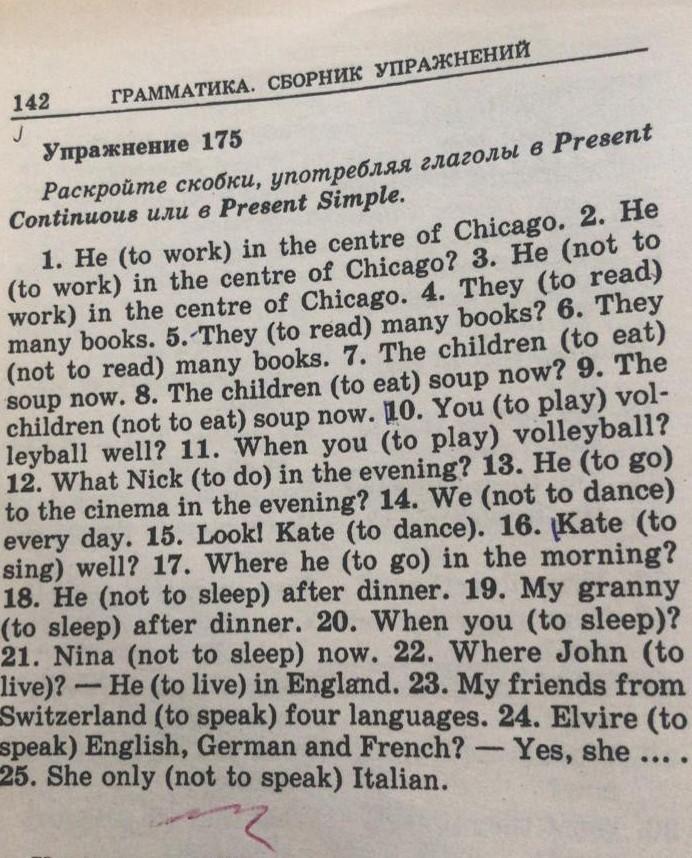 142 ГРАММАТИКА. СБОРНИК УПРАЖНЕНИЙ
Упражнение 175
Раскройте скобки, употребляя глаголы в Present
Continuous или в Present Simple.
1. He (to work) in the centre of Chicago. 2. He
(to work) in the centre of Chicago? 3. He (not to
work) in the centre of Chicago. 4. They (to read)
many books. 5. They (to read) many books? 6. They
(not to read) many books. 7. The children (to eat)
soup now. 8. The children (to eat) soup now? 9. The
children (not to eat) soup now. 10. You (to play) vol-
leyball well? 11. When you (to play) volleyball?
12. What Nick (to do) in the evening? 13. He (to go)
to the cinema in the evening? 14. We (not to dance)
every day. 15. Look! Kate (to dance). 16. Kate (to
sing) well? 17. Where he (to go) in the morning?
18. He (not to sleep) after dinner. 19. My granny
(to sleep) after dinner. 20. When you (to sleep)?
21. Nina (not to sleep) now. 22. Where John (to
live)? — He (to live) in England. 23. My friends from
Switzerland (to speak) four languages. 24. Elvire (to
speak) English, German and French? — Yes, she ... .
25. She only (not to speak) Italian.